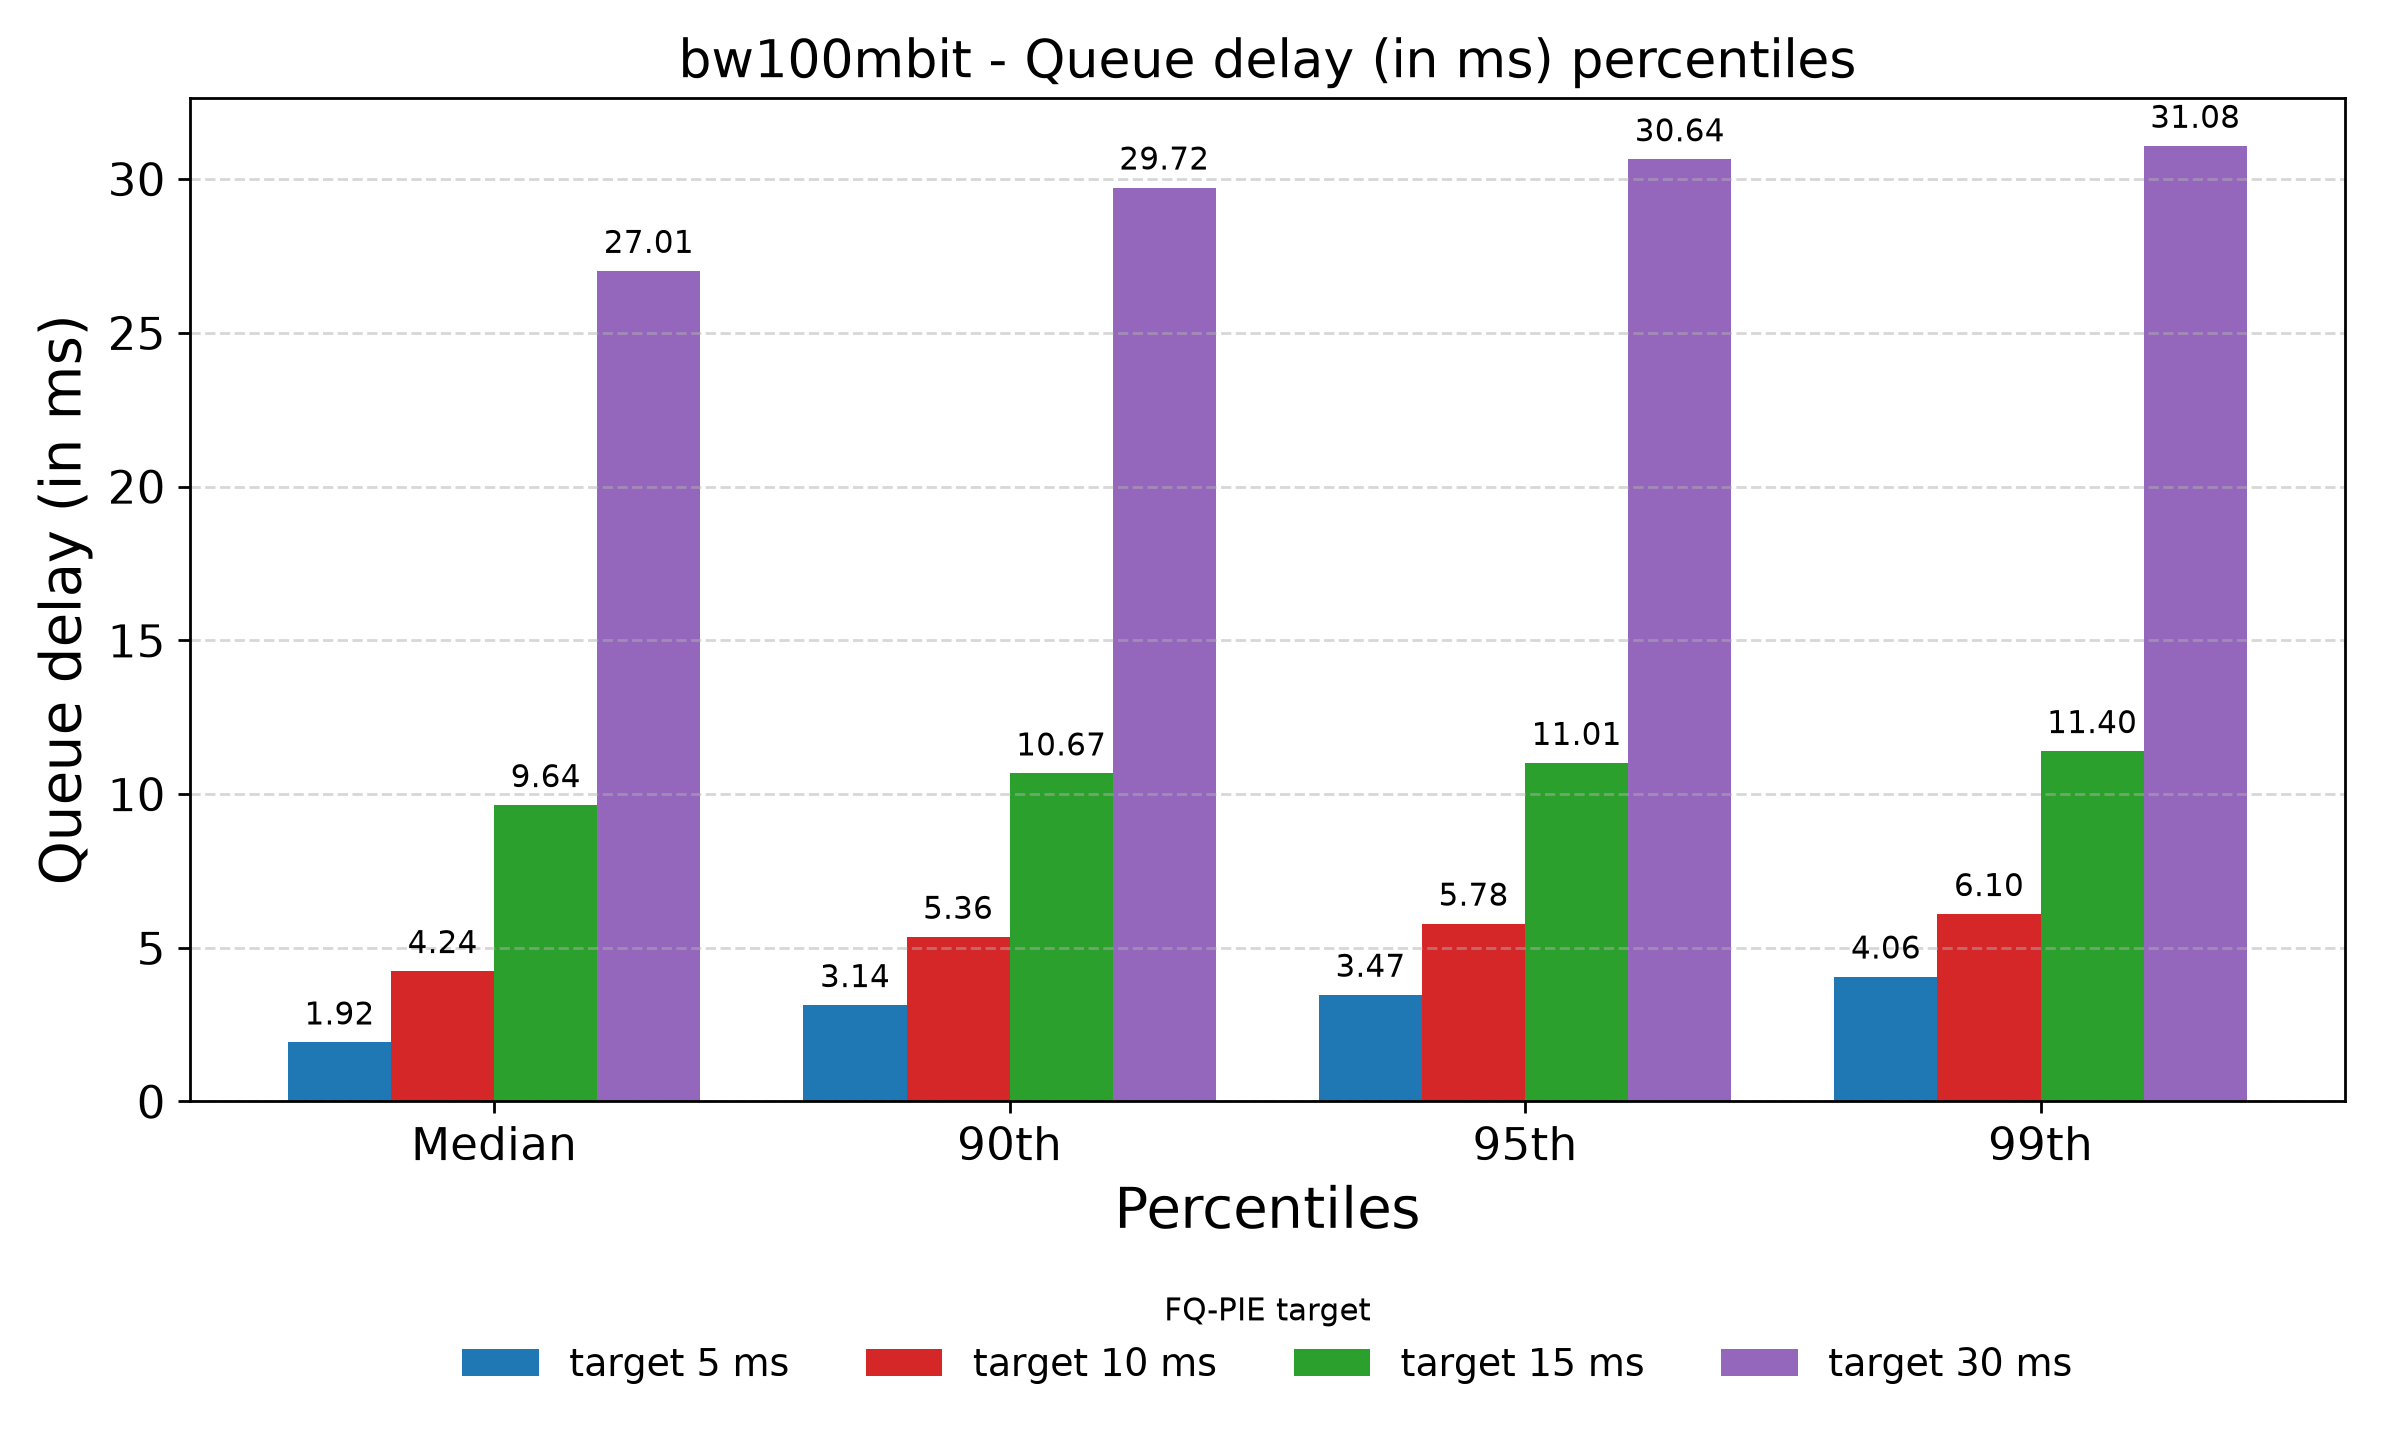 bw100mbit - Queue delay (in ms) percentiles
Queue delay (in ms)
30
25
20
15
10
5
0
1.92
4.24
9.64
27.01
3.14
5.36
10.67
29.72
3.47
5.78
11.01
30.64
4.06
6.10
11.40
31.08
Median
90th
95th
99th
Percentiles
FQ-PIE target
target 5 ms
target 10 ms
target 15 ms
target 30 ms